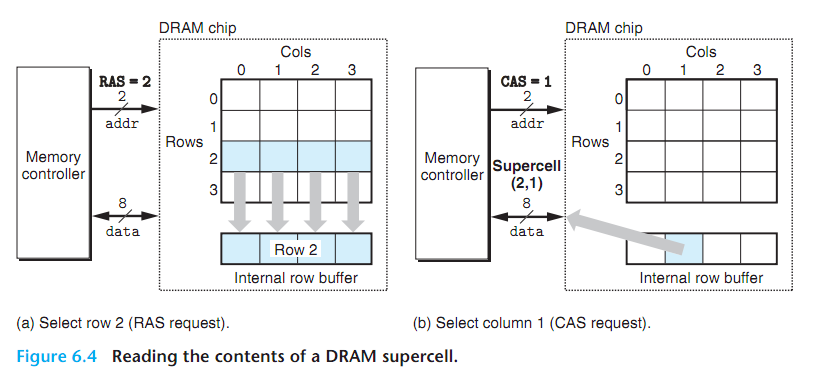 DRAM chip
Cols
0 1 2 3
RAS = 2
2
addr
Rows
0
1
2
3
Memory
controller
8
data
Row 2
Internal row buffer
(a) Select row 2 (RAS request).
DRAM chip
Cols
0 1 2 3
CAS = 1
2
addr
Rows
0
1
2
3
Memory
controller
Supercell
(2,1)
8
data
Internal row buffer
(b) Select column 1 (CAS request).
Figure 6.4 Reading the contents of a DRAM supercell.